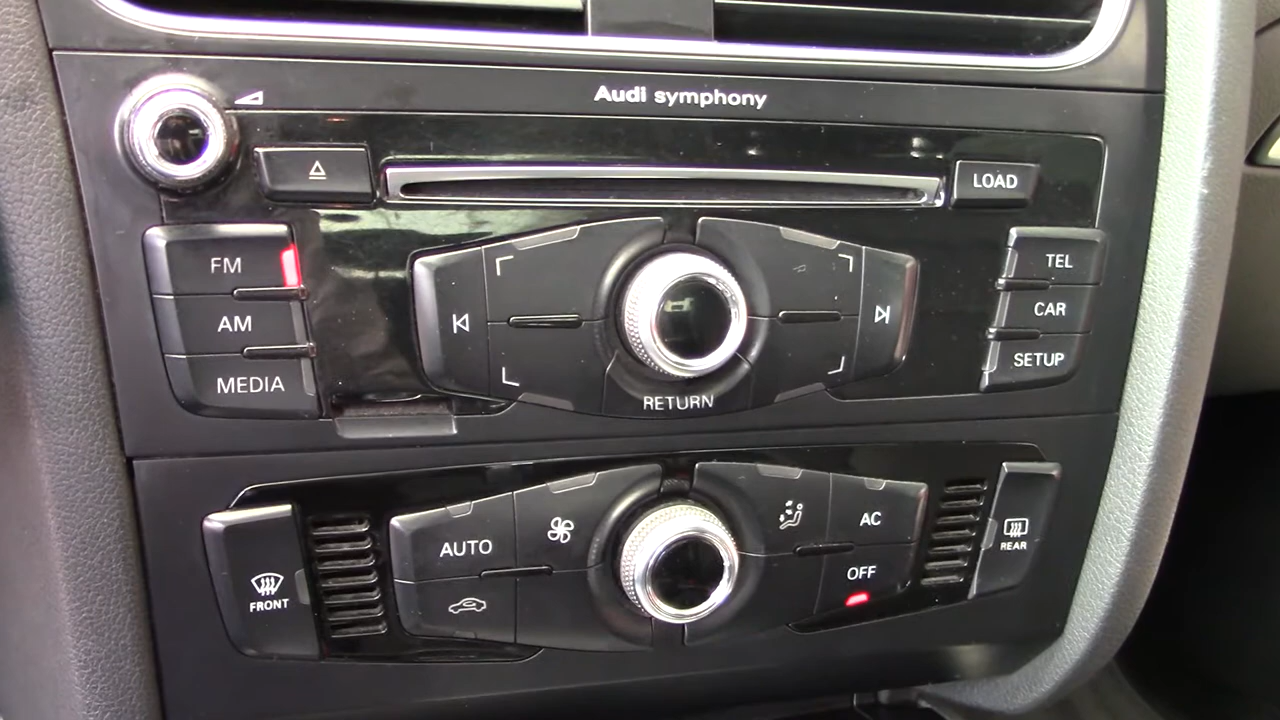 Audi symphony
LOAD
FM
AM
MEDIA
TEL
CAR
SETUP
RETURN
AUTO
AC
OFF
FRONT
REAR